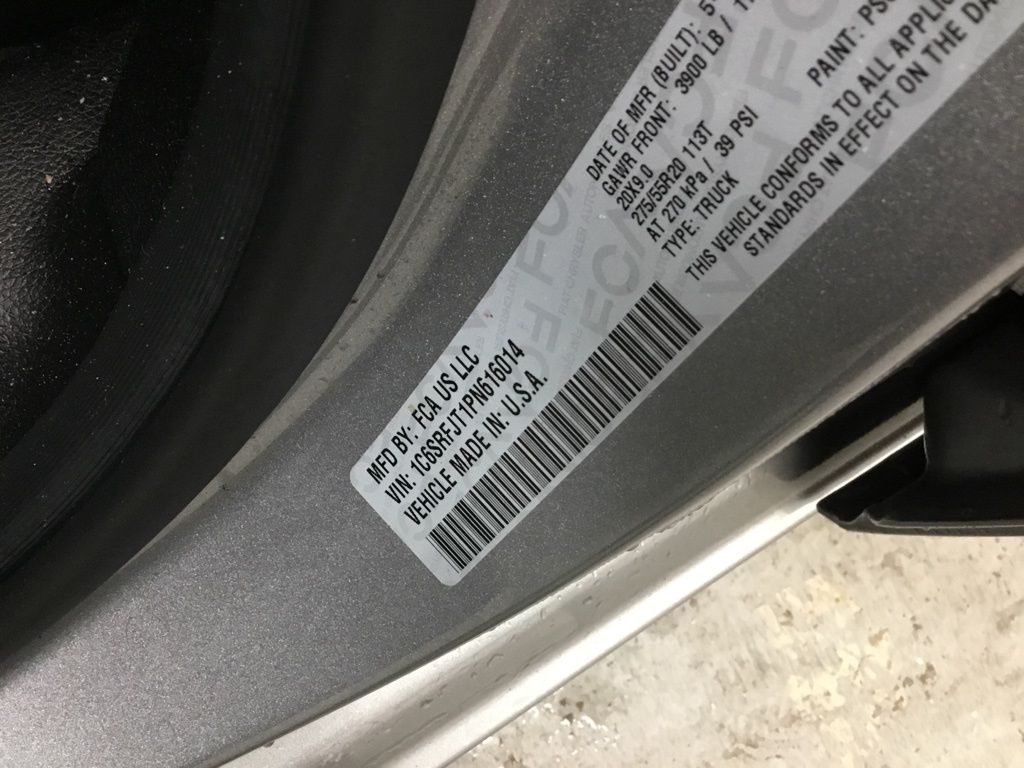 MFD BY: FCA US LLC
VIN: 1C6SRFJT1PN616014
VEHICLE MADE IN: U.S.A.
DATE OF MFR (BUILT):
GAWR FRONT: 3900 LB /
20X9.0
275/55R20 113T
AT 270 kPa / 39 PSI
TYPE: TRUCK
PAINT:
THIS VEHICLE CONFORMS TO ALL
STANDARDS IN EFFECT ON THE